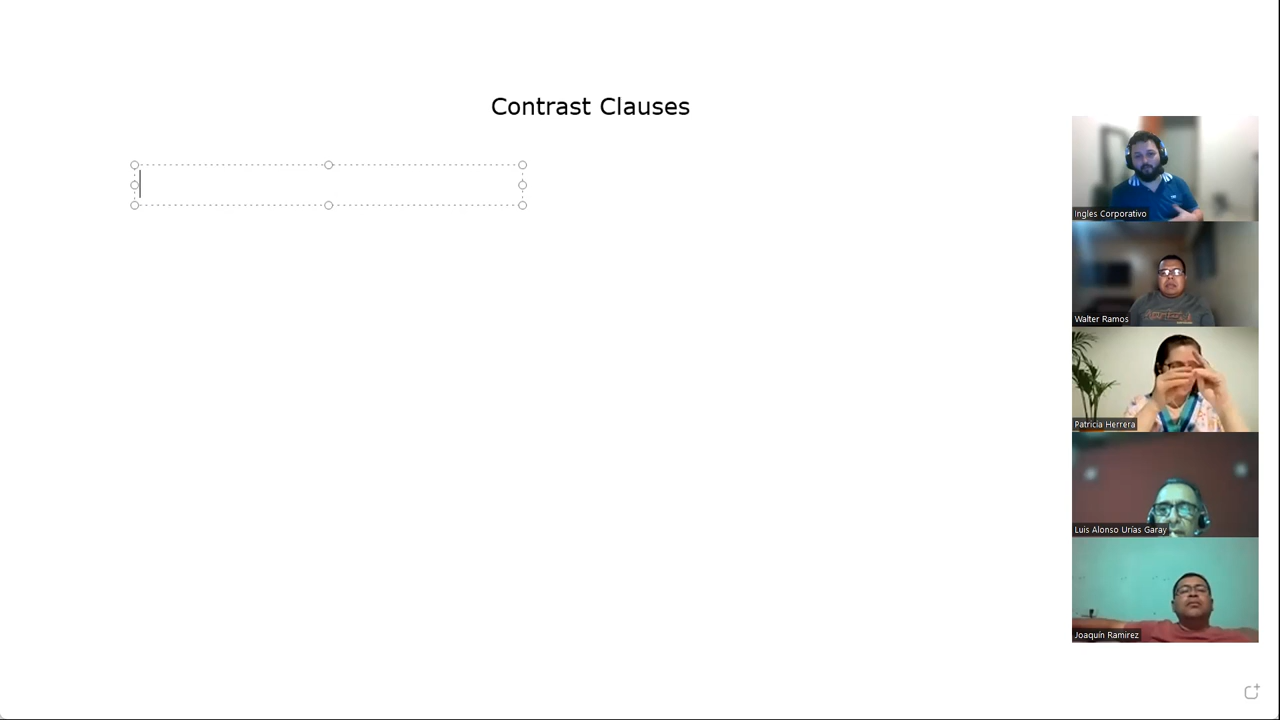 Contrast Clauses
Ingles Corporativo
Walter Ramos
Patricia Herrera
Luis Alonso Urías Garay
Joaquín Ramirez